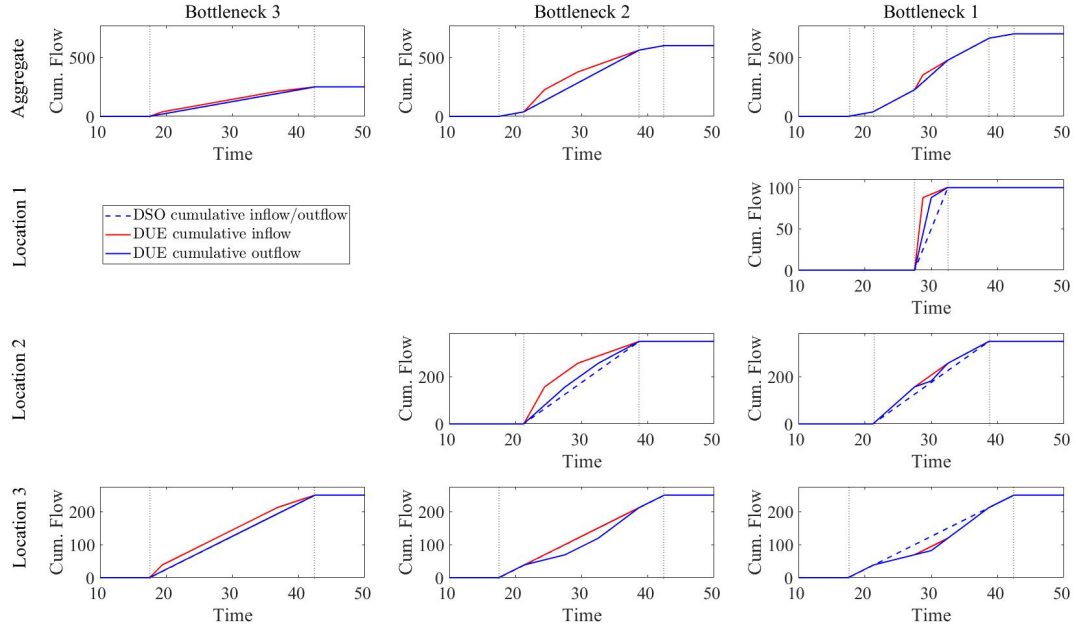 Bottleneck 3
Bottleneck 2
Bottleneck 1
Aggregate
Cum. Flow
500
0
10 20 30 40 50
Time
Cum. Flow
500
0
10 20 30 40 50
Time
Cum. Flow
500
0
10 20 30 40 50
Time
Location 1
DSO cumulative inflow/outflow
DUE cumulative inflow
DUE cumulative outflow
Cum. Flow
100
50
0
10 20 30 40 50
Time
Location 2
Cum. Flow
200
0
10 20 30 40 50
Time
Cum. Flow
200
0
10 20 30 40 50
Time
Location 3
Cum. Flow
200
100
0
10 20 30 40 50
Time
Cum. Flow
200
100
0
10 20 30 40 50
Time
Cum. Flow
200
100
0
10 20 30 40 50
Time